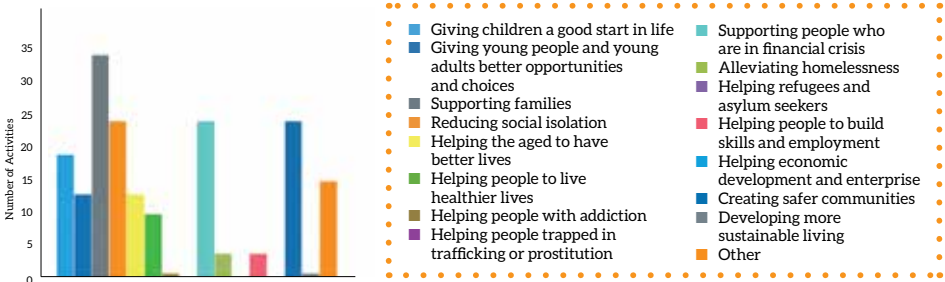 35
30
25
20
15
10
5
0
Number of Activities
Giving children a good start in life
Giving young people and young
adults better opportunities
and choices
Supporting families
Reducing social isolation
Helping the aged to have
better lives
Helping people to live
healthier lives
Helping people with addiction
Helping people trapped in
trafficking or prostitution
Supporting people who
are in financial crisis
Alleviating homelessness
Helping refugees and
asylum seekers
Helping people to build
skills and employment
Helping economic
development and enterprise
Creating safer communities
Developing more
sustainable living
Other